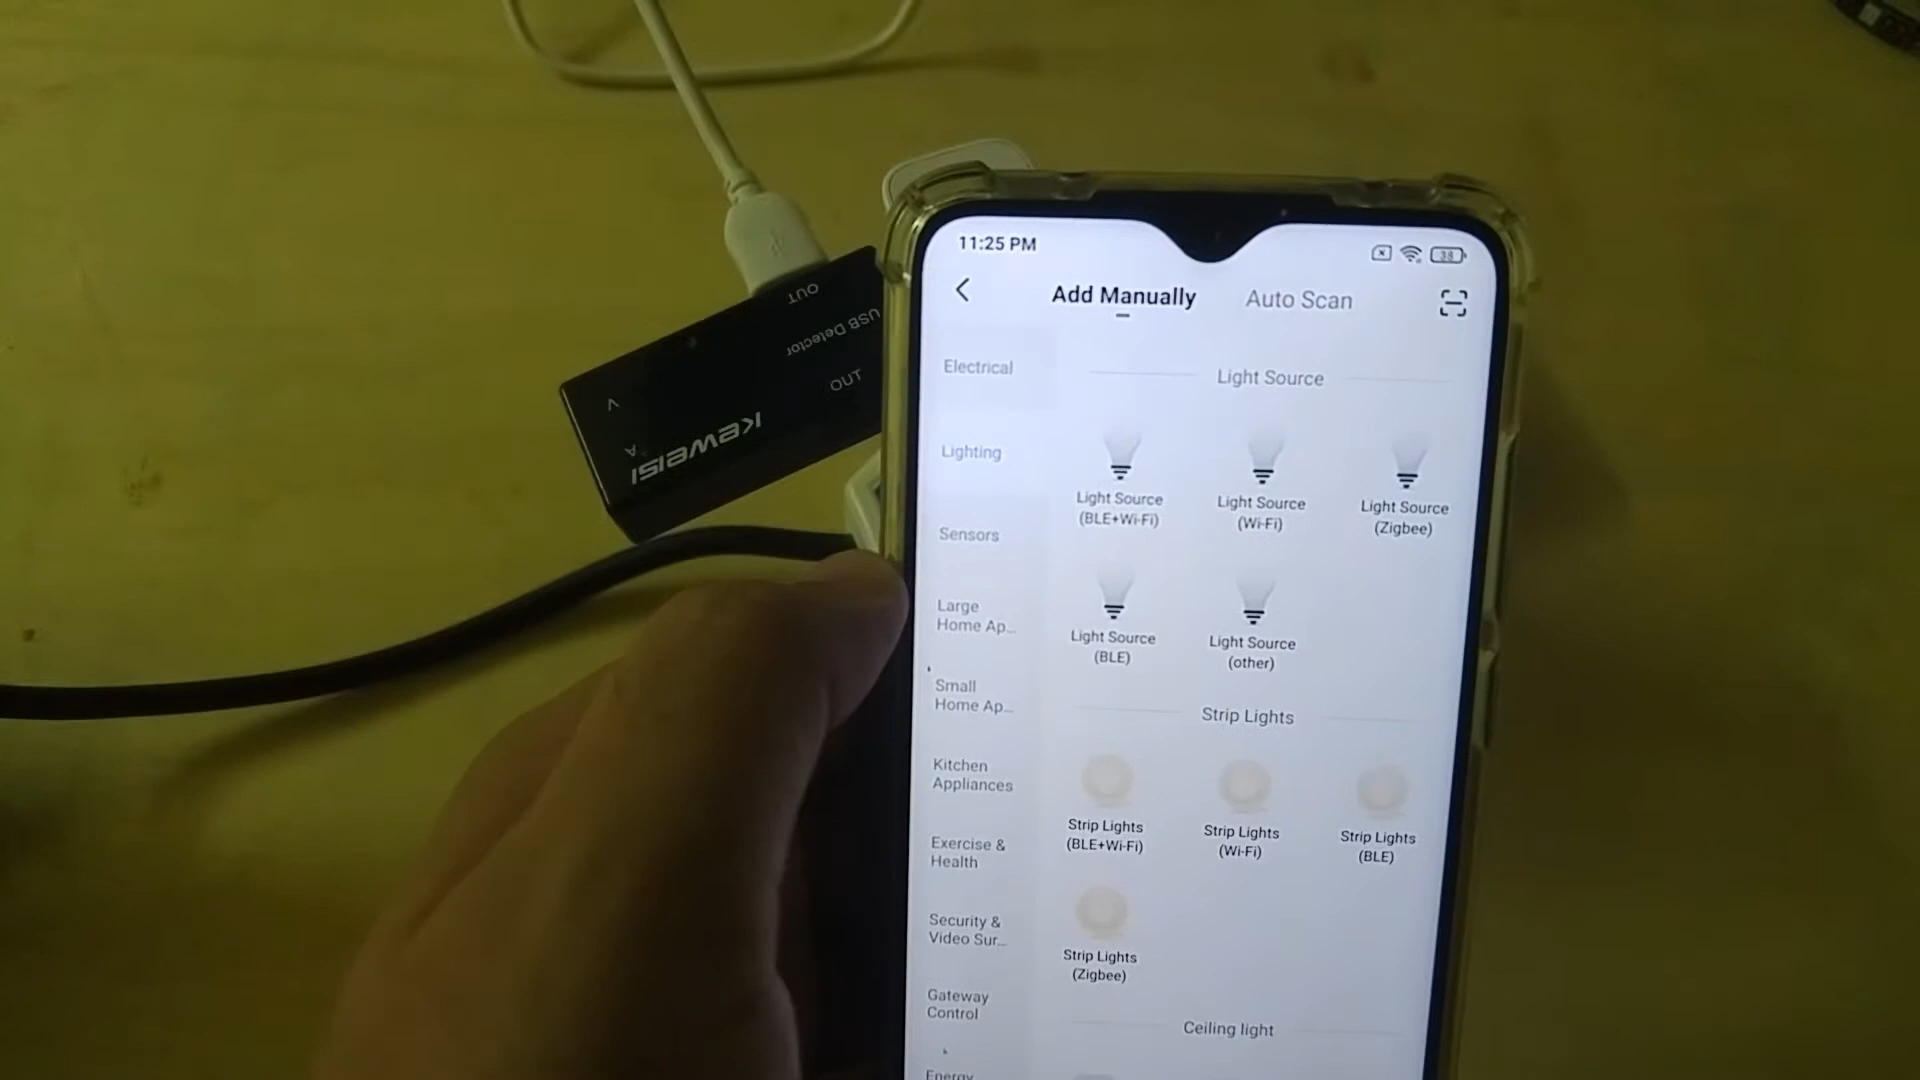 OUT
USB Detector
OUT
V
A
KEWEISI
11:25 PM
38
Add Manually
Auto Scan
Electrical
Lighting
Sensors
Large
Home Ap...
Small
Home Ap...
Kitchen
Appliances
Exercise &
Health
Security &
Video Sur...
Gateway
Control
Energy
Light Source
Light Source
(BLE+Wi-Fi)
Light Source
(Wi-Fi)
Light Source
(Zigbee)
Light Source
(BLE)
Light Source
(other)
Strip Lights
Strip Lights
(BLE+Wi-Fi)
Strip Lights
(Wi-Fi)
Strip Lights
(BLE)
Strip Lights
(Zigbee)
Ceiling light